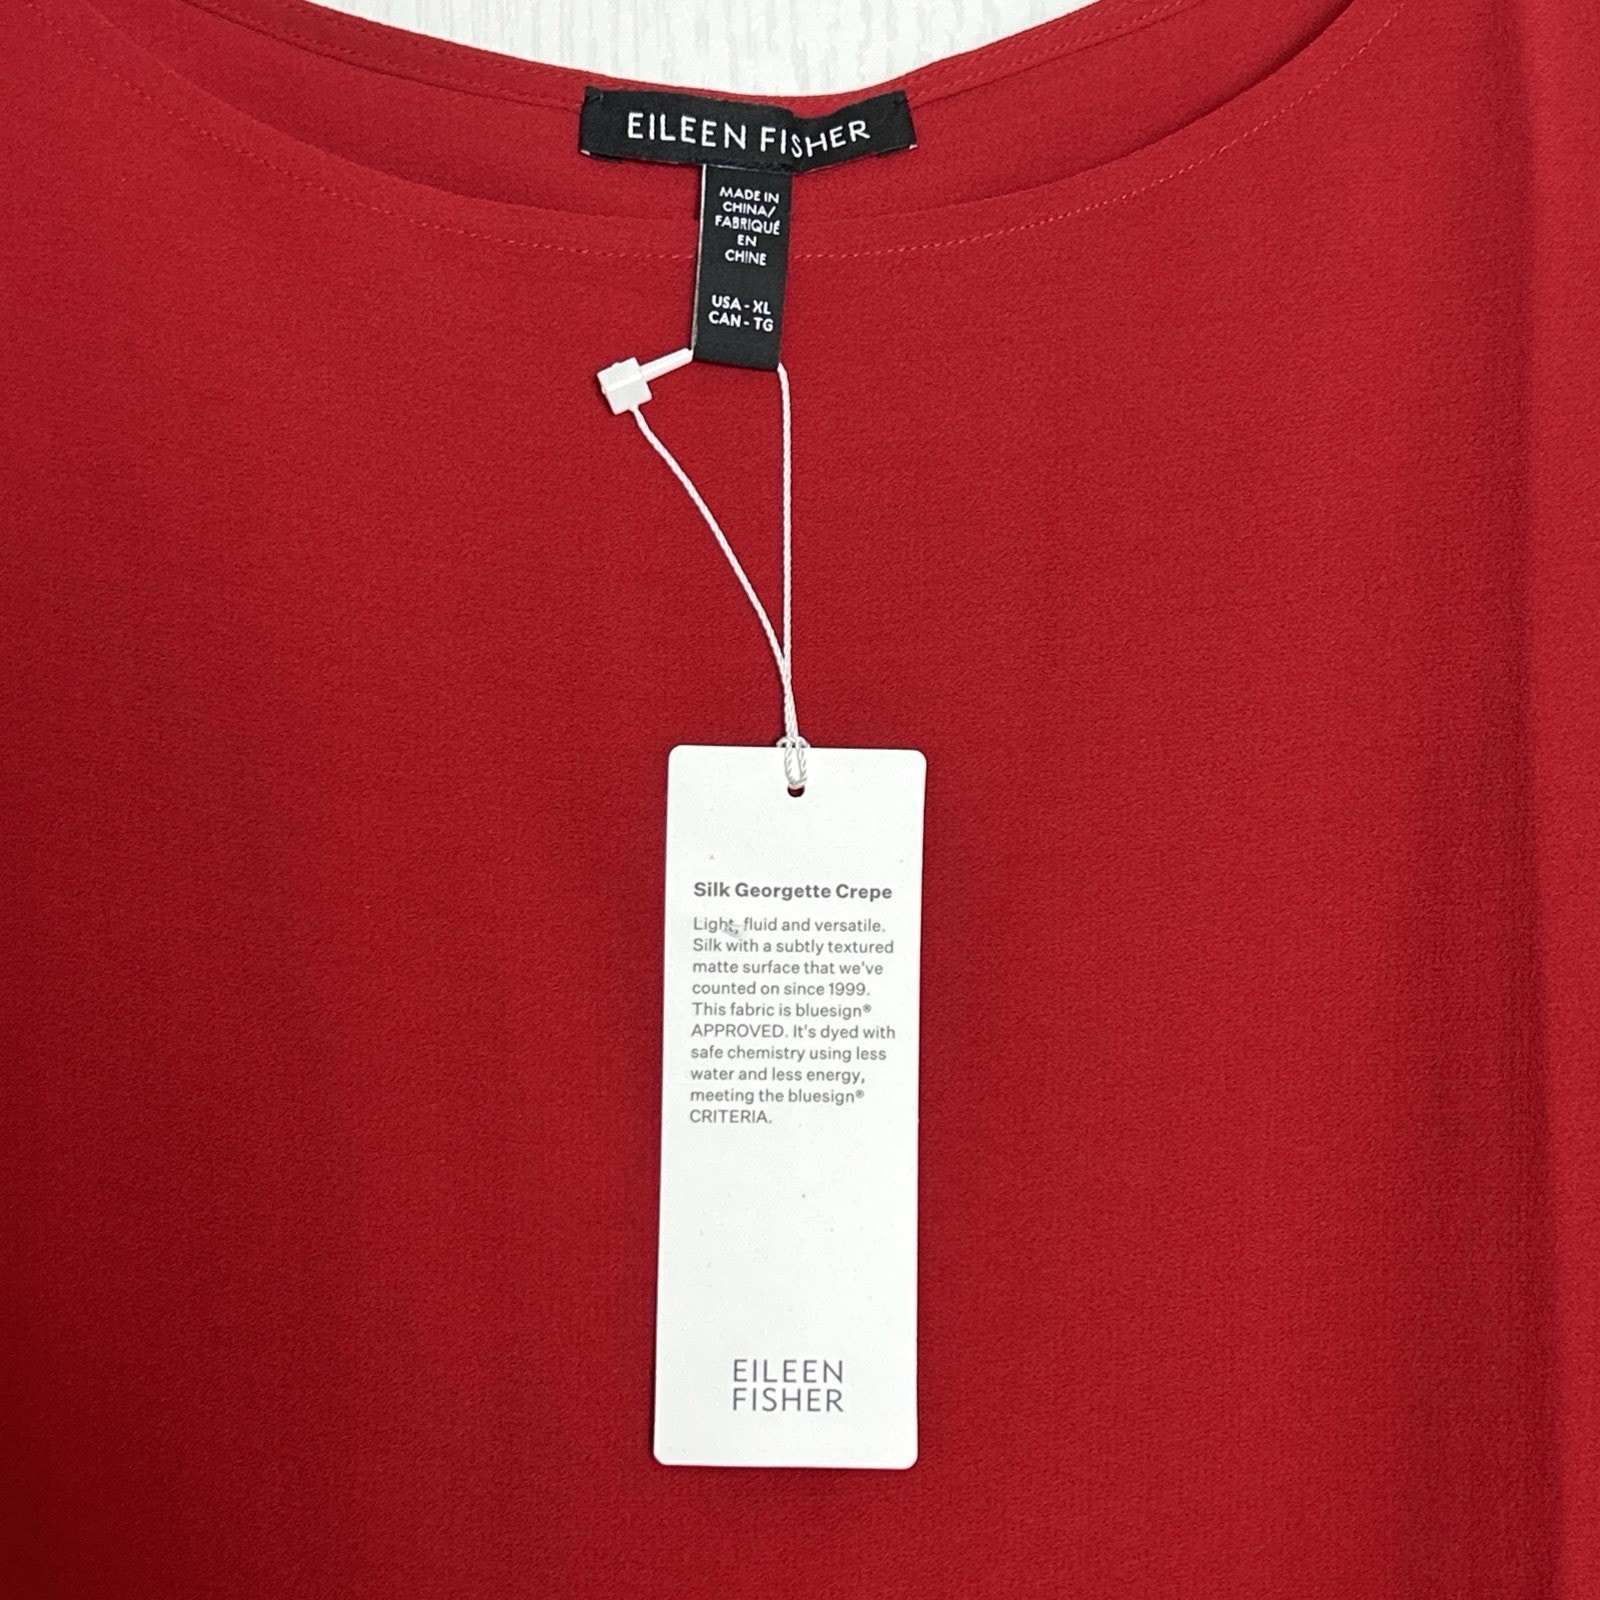 EILEEN FISHER
MADE IN
CHINA/
FABRIQUÉ
EN
CHINE
USA - XL
CAN - TG
Silk Georgette Crepe
Light, fluid and versatile.
Silk with a subtly textured
matte surface that we've
counted on since 1999.
This fabric is bluesign®
APPROVED. It's dyed with
safe chemistry using less
water and less energy,
meeting the bluesign®
CRITERIA.
EILEEN
FISHER